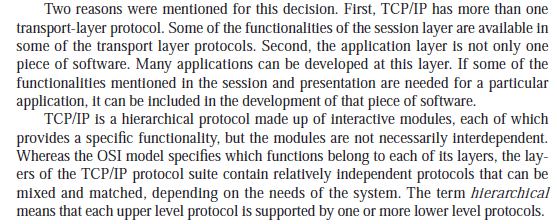 Two reasons were mentioned for this decision. First, TCP/IP has more than one
transport-layer protocol. Some of the functionalities of the session layer are available in
some of the transport layer protocols. Second, the application layer is not only one
piece of software. Many applications can be developed at this layer. If some of the
functionalities mentioned in the session and presentation are needed for a particular
application, it can be included in the development of that piece of software.
TCP/IP is a hierarchical protocol made up of interactive modules, each of which
provides a specific functionality, but the modules are not necessarily interdependent.
Whereas the OSI model specifies which functions belong to each of its layers, the lay-
ers of the TCP/IP protocol suite contain relatively independent protocols that can be
mixed and matched, depending on the needs of the system. The term hierarchical
means that each upper level protocol is supported by one or more lower level protocols.